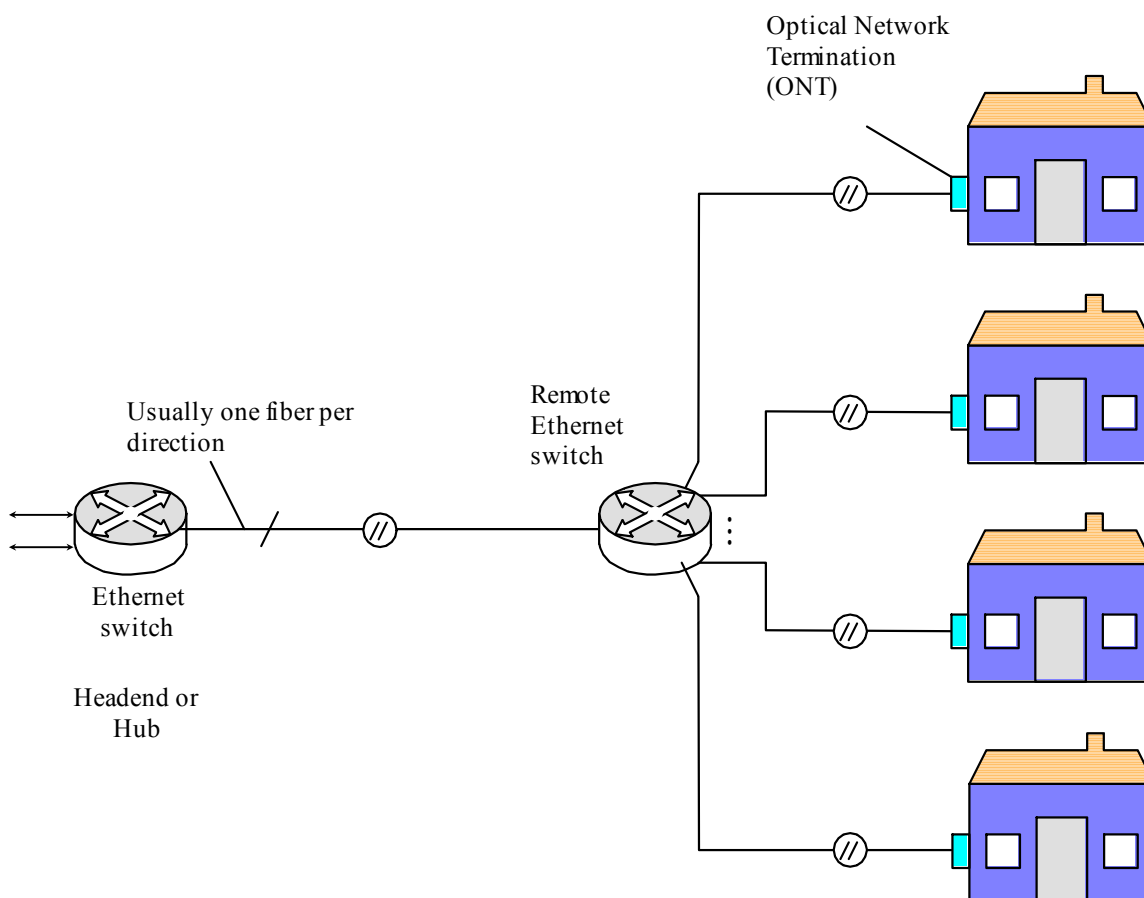 Optical Network
Termination
(ONT)
Usually one fiber per
direction
Remote
Ethernet
switch
Ethernet
switch
Headend or
Hub